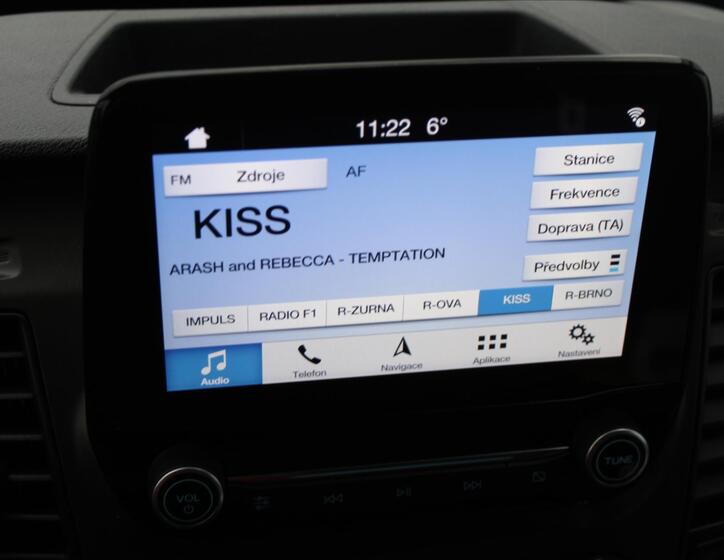 11:22 6°
FM Zdroje AF Stanice
KISS Frekvence
Doprava (TA)
ARASH and REBECCA - TEMPTATION Předvolby
IMPULS RADIO F1 R-ZURNA R-OVA KISS R-BRNO
Audio Telefon Navigace Aplikace Nastavení
VOL TUNE